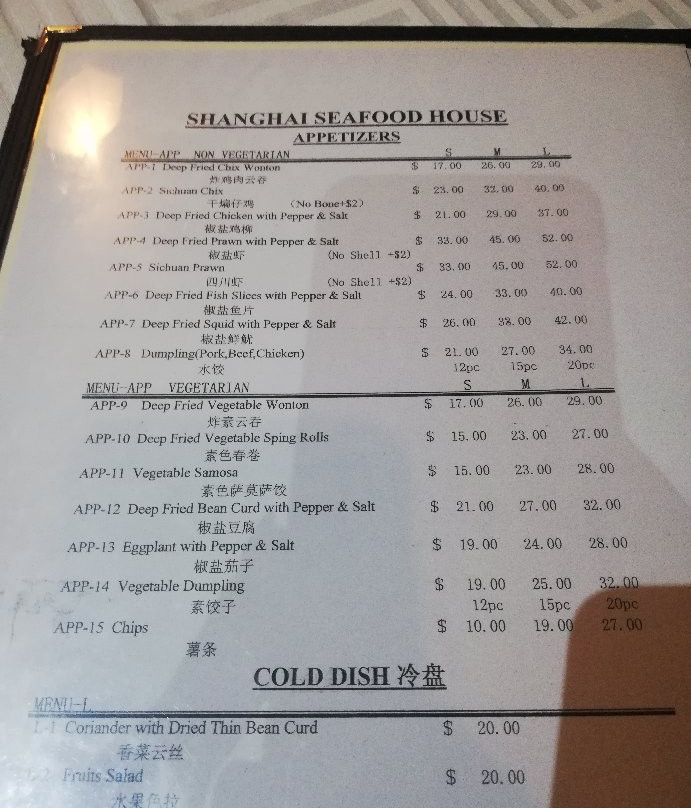 SHANGHAI SEAFOOD HOUSE
APPETIZERS
MENU-APP NON VEGETARIAN S M L
APP-1 Deep Fried Chix Wonton $ 17.00 26.00 29.00
炸鸡肉云吞
APP-2 Sichuan Chix $ 23.00 32.00 40.00
干煸仔鸡 (No Bone+$2)
APP-3 Deep Fried Chicken with Pepper & Salt $ 21.00 29.00 37.00
椒盐鸡柳
APP-4 Deep Fried Prawn with Pepper & Salt $ 33.00 45.00 52.00
椒盐虾 (No Shell +$2)
APP-5 Sichuan Prawn $ 33.00 45.00 52.00
四川虾 (No Shell +$2)
APP-6 Deep Fried Fish Slices with Pepper & Salt $ 24.00 33.00 40.00
椒盐鱼片
APP-7 Deep Fried Squid with Pepper & Salt $ 26.00 38.00 42.00
椒盐鲜鱿
APP-8 Dumpling(Pork,Beef,Chicken) $ 21.00 27.00 34.00
水饺 12pc 15pc 20pc
MENU-APP VEGETARIAN S M L
APP-9 Deep Fried Vegetable Wonton $ 17.00 26.00 29.00
炸素云吞
APP-10 Deep Fried Vegetable Sping Rolls $ 15.00 23.00 27.00
素色春卷
APP-11 Vegetable Samosa $ 15.00 23.00 28.00
素色萨莫萨饺
APP-12 Deep Fried Bean Curd with Pepper & Salt $ 21.00 27.00 32.00
椒盐豆腐
APP-13 Eggplant with Pepper & Salt $ 19.00 24.00 28.00
椒盐茄子
APP-14 Vegetable Dumpling $ 19.00 25.00 32.00
素饺子 12pc 15pc 20pc
APP-15 Chips $ 10.00 19.00 27.00
薯条
COLD DISH 冷盘
MENU-L
L-1 Coriander with Dried Thin Bean Curd $ 20.00
香菜云丝
L-2 Fruits Salad $ 20.00
水果色拉